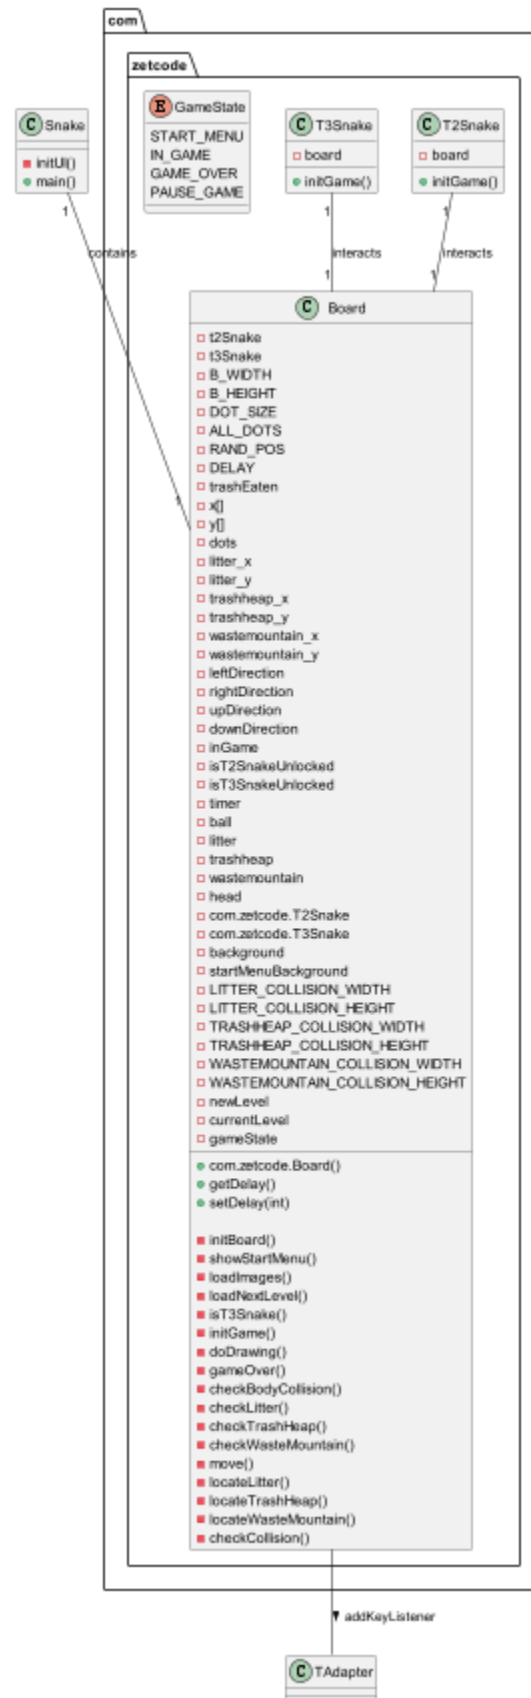 com
zetcode
C Snake
initUI()
main()
E GameState
START_MENU
IN_GAME
GAME_OVER
PAUSE_GAME
C T3Snake
board
initGame()
C T2Snake
board
initGame()
1
contains
1
1
interacts
1
1
interacts
1
C Board
t2Snake
t3Snake
B_WIDTH
B_HEIGHT
DOT_SIZE
ALL_DOTS
RAND_POS
DELAY
trashEaten
x[]
y[]
dots
litter_x
litter_y
trashheap_x
trashheap_y
wastemountain_x
wastemountain_y
leftDirection
rightDirection
upDirection
downDirection
inGame
isT2SnakeUnlocked
isT3SnakeUnlocked
timer
ball
litter
trashheap
wastemountain
head
com.zetcode.T2Snake
com.zetcode.T3Snake
background
startMenuBackground
LITTER_COLLISION_WIDTH
LITTER_COLLISION_HEIGHT
TRASHHEAP_COLLISION_WIDTH
TRASHHEAP_COLLISION_HEIGHT
WASTEMOUNTAIN_COLLISION_WIDTH
WASTEMOUNTAIN_COLLISION_HEIGHT
newLevel
currentLevel
gameState
com.zetcode.Board()
getDelay()
setDelay(int)
initBoard()
showStartMenu()
loadImages()
loadNextLevel()
isT3Snake()
initGame()
doDrawing()
gameOver()
checkBodyCollision()
checkLitter()
checkTrashHeap()
checkWasteMountain()
move()
locateLitter()
locateTrashHeap()
locateWasteMountain()
checkCollision()
addKeyListener
C TAdapter